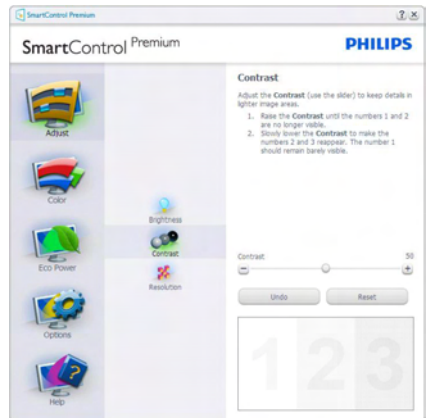 SmartControl Premium
SmartControl Premium
PHILIPS
Adjust
Color
Eco Power
Options
Help
Brightness
Contrast
Resolution
Contrast
Adjust the Contrast (use the slider) to keep details in
lighter image areas.
1. Raise the Contrast until the numbers 1 and 2
are no longer visible.
2. Slowly lower the Contrast to make the
numbers 2 and 3 reappear. The number 1
should remain barely visible.
Contrast 50
Undo Reset
1 2 3